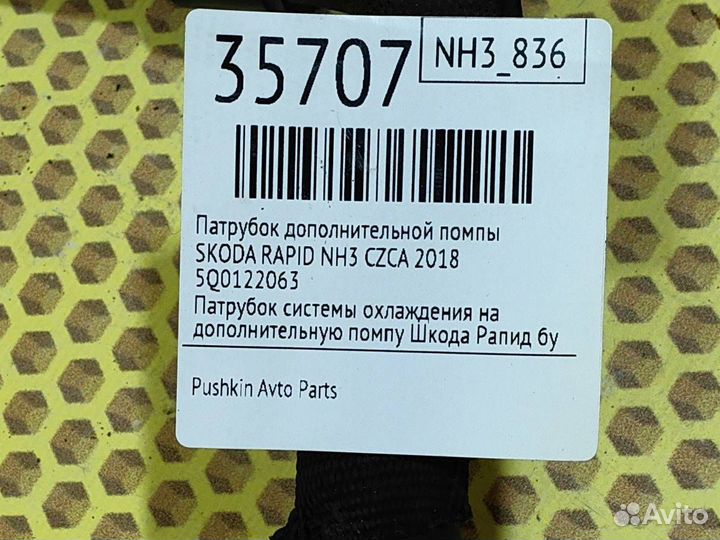 35707
NH3_836
Патрубок дополнительной помпы
SKODA RAPID NH3 CZCA 2018
5Q0122063
Патрубок системы охлаждения на
дополнительную помпу Шкода Рапид бу
Pushkin Avto Parts
Avito